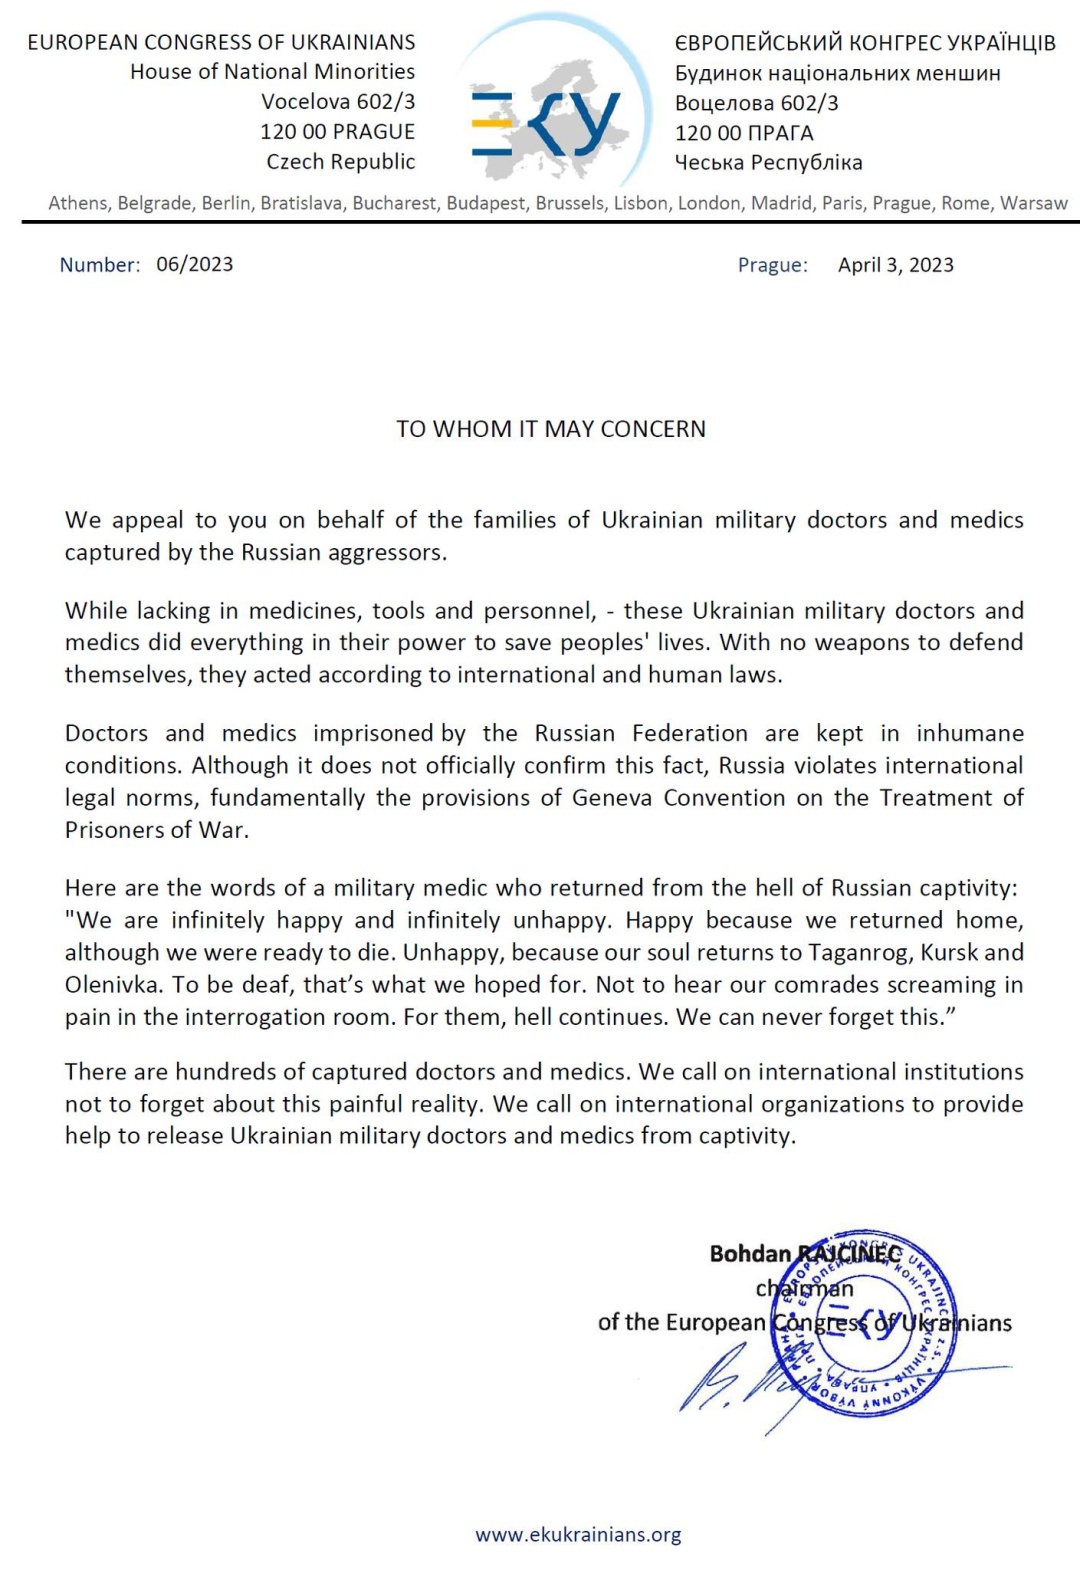 EUROPEAN CONGRESS OF UKRAINIANS
House of National Minorities
Vocelova 602/3
120 00 PRAGUE
Czech Republic
ЕКУ
ЄВРОПЕЙСЬКИЙ КОНГРЕС УКРАЇНЦІВ
Будинок національних меншин
Воцелова 602/3
120 00 ПРАГА
Чеська Республіка
Athens, Belgrade, Berlin, Bratislava, Bucharest, Budapest, Brussels, Lisbon, London, Madrid, Paris, Prague, Rome, Warsaw
Number: 06/2023
Prague: April 3, 2023
TO WHOM IT MAY CONCERN
We appeal to you on behalf of the families of Ukrainian military doctors and medics
captured by the Russian aggressors.
While lacking in medicines, tools and personnel, - these Ukrainian military doctors and
medics did everything in their power to save peoples' lives. With no weapons to defend
themselves, they acted according to international and human laws.
Doctors and medics imprisoned by the Russian Federation are kept in inhumane
conditions. Although it does not officially confirm this fact, Russia violates international
legal norms, fundamentally the provisions of Geneva Convention on the Treatment of
Prisoners of War.
Here are the words of a military medic who returned from the hell of Russian captivity:
"We are infinitely happy and infinitely unhappy. Happy because we returned home,
although we were ready to die. Unhappy, because our soul returns to Taganrog, Kursk and
Olenivka. To be deaf, that’s what we hoped for. Not to hear our comrades screaming in
pain in the interrogation room. For them, hell continues. We can never forget this.”
There are hundreds of captured doctors and medics. We call on international institutions
not to forget about this painful reality. We call on international organizations to provide
help to release Ukrainian military doctors and medics from captivity.
Bohdan RAJCINEC
chairman
of the European Congress of Ukrainians
EVROPSKÝ KONGRES UKRAJINCŮ z.s. • VÝKONNÝ VÝBOR • PRAHA
ЄВРОПЕЙСЬКИЙ КОНГРЕС УКРАЇНЦІВ • УПРАВА • ПРАГА
ЕКУ
www.ekukrainians.org